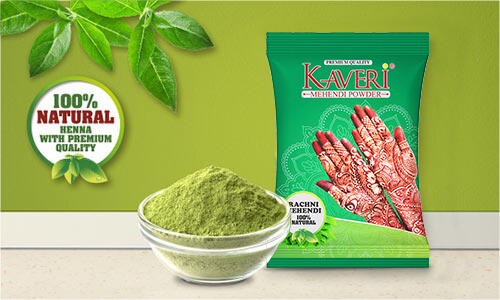 100%
NATURAL
HENNA
WITH PREMIUM
QUALITY
PREMIUM QUALITY
KAVERI
MEHENDI POWDER
RACHNI
MEHENDI
100%
NATURAL